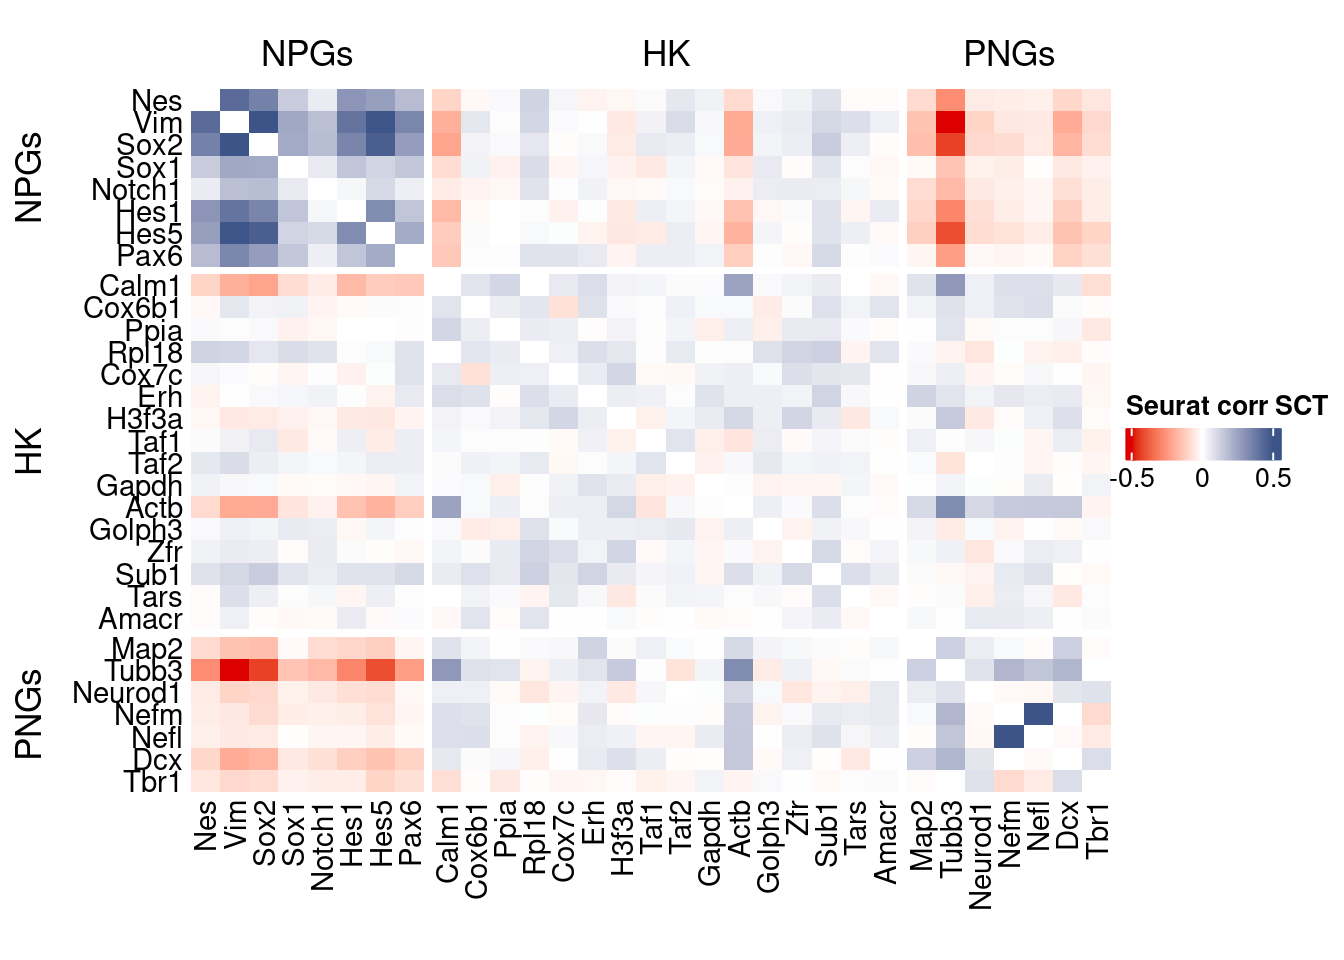 NPGs HK PNGs
NPGs
Nes
Vim
Sox2
Sox1
Notch1
Hes1
Hes5
Pax6
HK
Calm1
Cox6b1
Ppia
Rpl18
Cox7c
Erh
H3f3a
Taf1
Taf2
Gapdh
Actb
Golph3
Zfr
Sub1
Tars
Amacr
PNGs
Map2
Tubb3
Neurod1
Nefm
Nefl
Dcx
Tbr1
Nes Vim Sox2 Sox1 Notch1 Hes1 Hes5 Pax6 Calm1 Cox6b1 Ppia Rpl18 Cox7c Erh H3f3a Taf1 Taf2 Gapdh Actb Golph3 Zfr Sub1 Tars Amacr Map2 Tubb3 Neurod1 Nefm Nefl Dcx Tbr1
Seurat corr SCT
-0.5 0 0.5